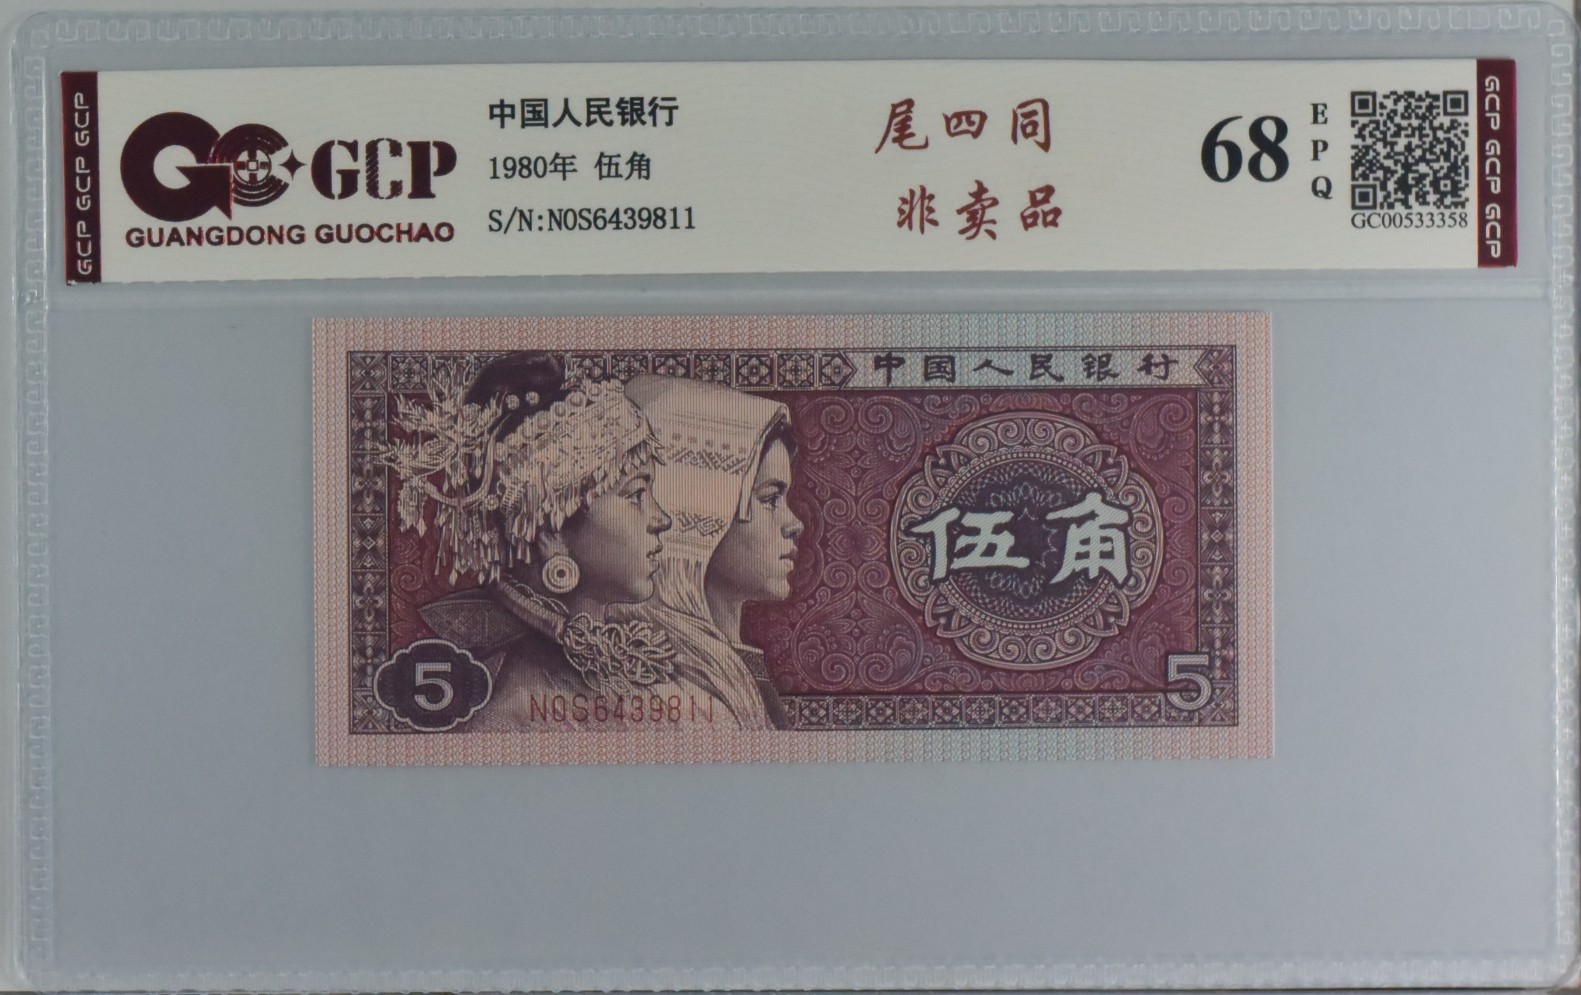 GCP GCP GCP
GCP
GUANGDONG GUOCHAO
中国人民银行
1980年 伍角
S/N:NOS6439811
尾四同
非卖品
68
E
P
Q
GC00533358
GCP GCP GCP
中国人民银行
伍角
5
NOS6439811
5